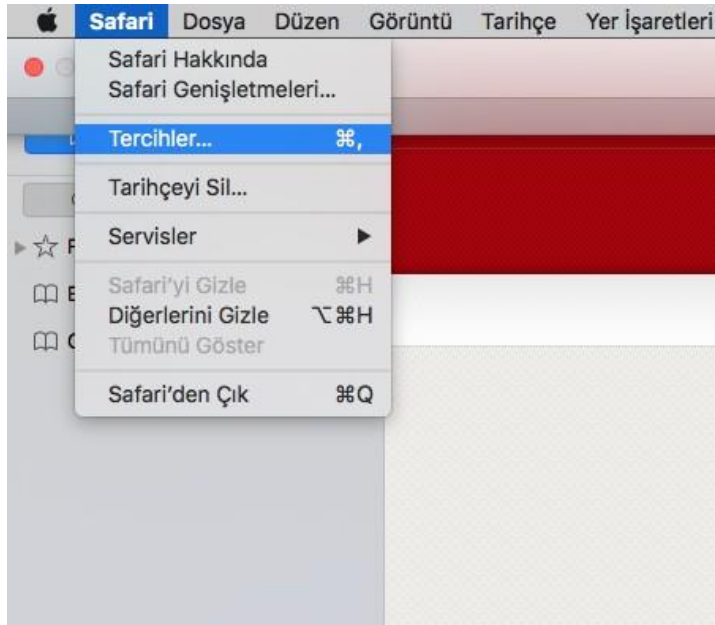 Safari Dosya Düzen Görüntü Tarihçe Yer İşaretleri
Safari Hakkında
Safari Genişletmeleri...
Tercihler... ⌘,
Tarihçeyi Sil...
Servisler ▶
Safari'yi Gizle ⌘H
Diğerlerini Gizle ⌥⌘H
Tümünü Göster
Safari'den Çık ⌘Q